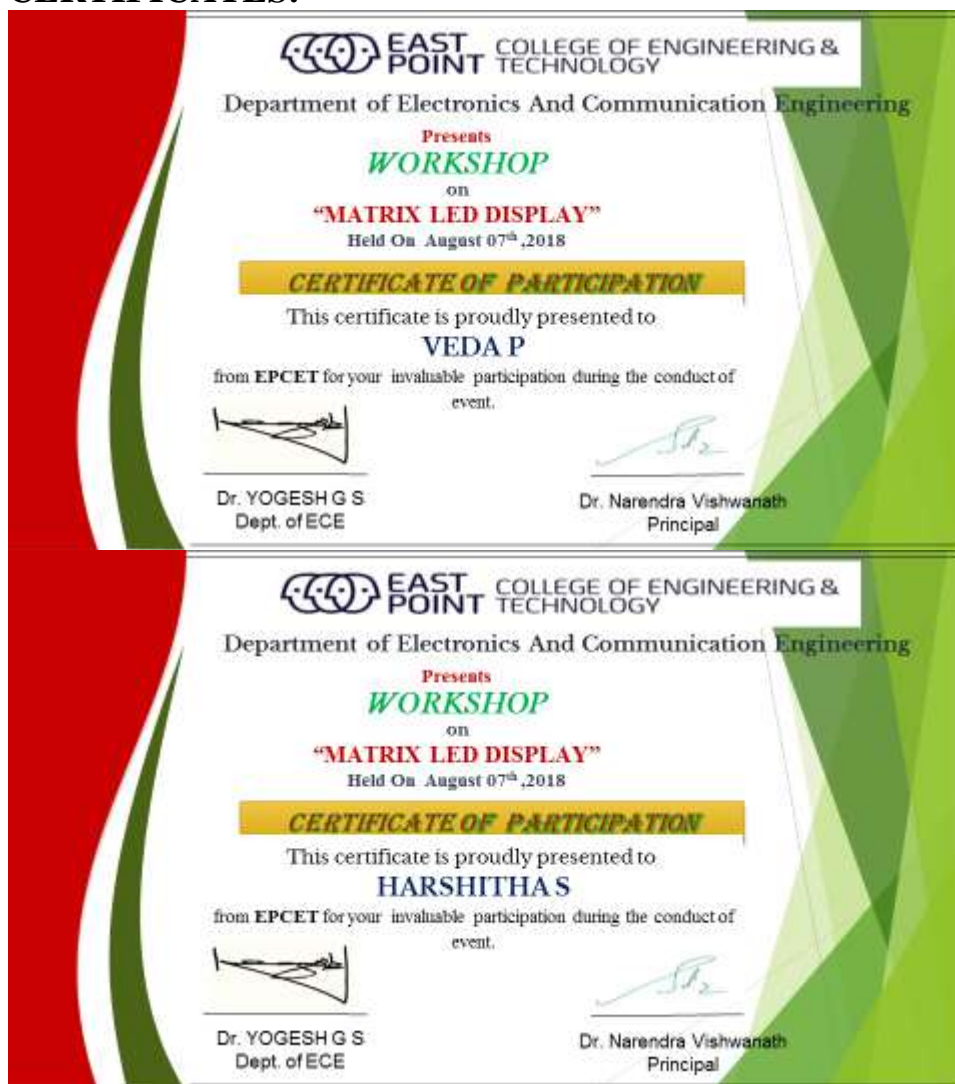 CERTIFICATES:
EAST POINT COLLEGE OF ENGINEERING & TECHNOLOGY
Department of Electronics And Communication Engineering
Presents
WORKSHOP
on
“MATRIX LED DISPLAY”
Held On August 07th ,2018
CERTIFICATE OF PARTICIPATION
This certificate is proudly presented to
VEDA P
from EPCET for your invaluable participation during the conduct of
event.
Dr. YOGESH G S
Dept. of ECE
Dr. Narendra Vishwanath
Principal
EAST POINT COLLEGE OF ENGINEERING & TECHNOLOGY
Department of Electronics And Communication Engineering
Presents
WORKSHOP
on
“MATRIX LED DISPLAY”
Held On August 07th ,2018
CERTIFICATE OF PARTICIPATION
This certificate is proudly presented to
HARSHITHA S
from EPCET for your invaluable participation during the conduct of
event.
Dr. YOGESH G S
Dept. of ECE
Dr. Narendra Vishwanath
Principal